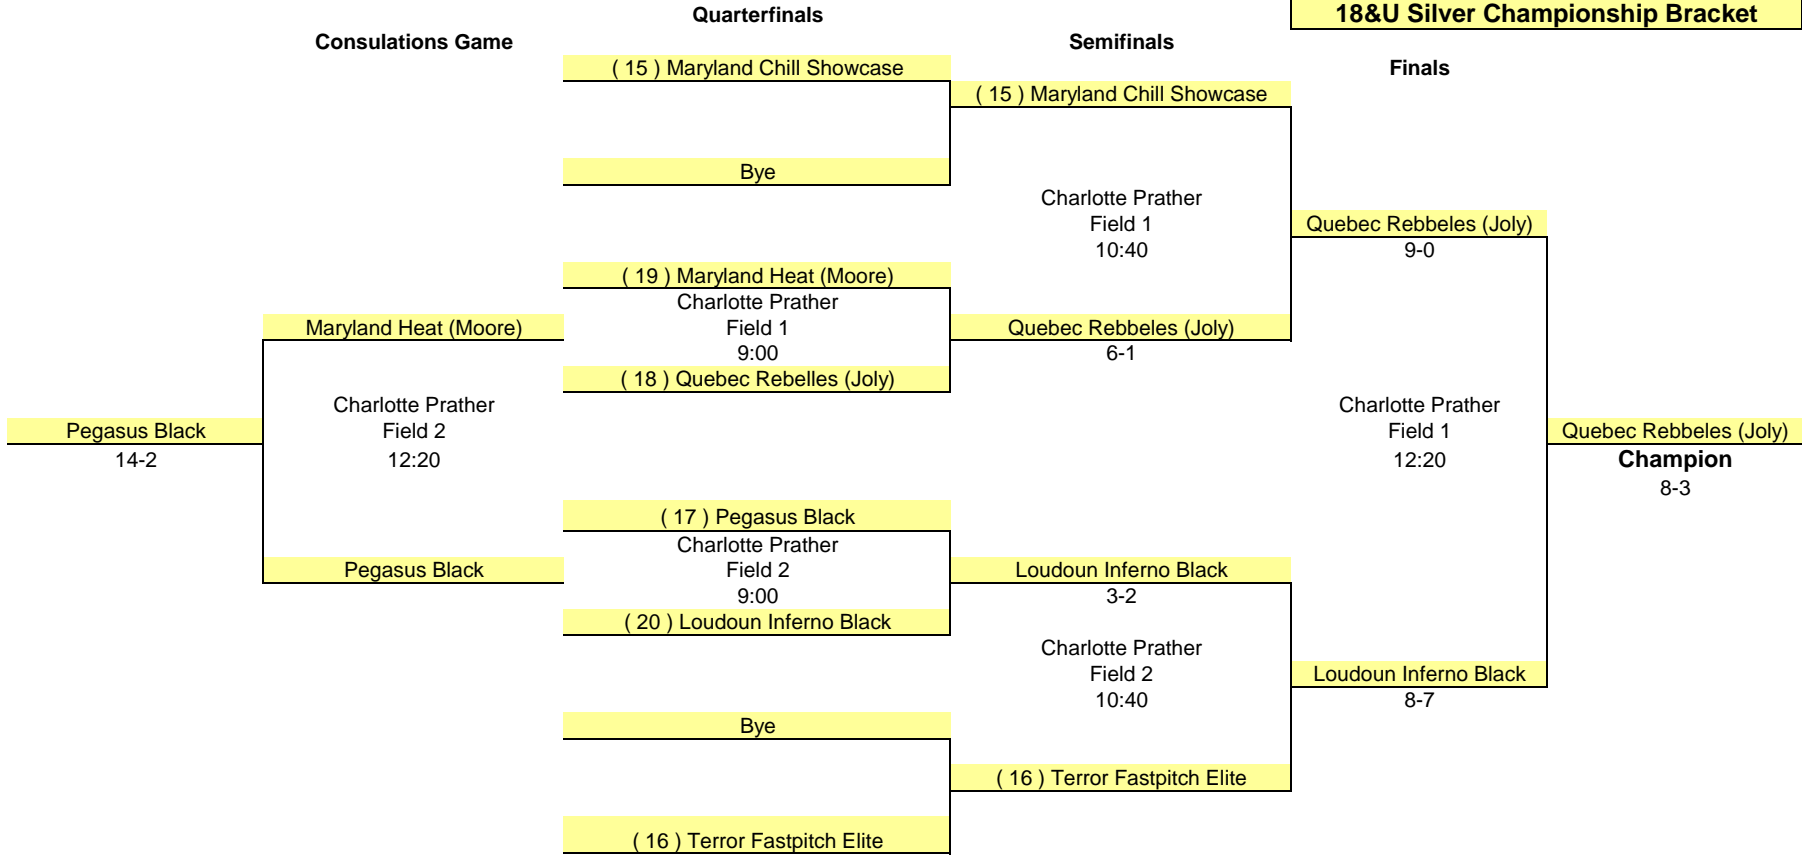 Quarterfinals
18&U Silver Championship Bracket
Consulations Game
Semifinals
( 15 ) Maryland Chill Showcase
Finals
( 15 ) Maryland Chill Showcase
Bye
Charlotte Prather
Field 1
10:40
Quebec Rebbeles (Joly)
9-0
( 19 ) Maryland Heat (Moore)
Charlotte Prather
Field 1
9:00
Maryland Heat (Moore)
Quebec Rebbeles (Joly)
6-1
( 18 ) Quebec Rebelles (Joly)
Charlotte Prather
Field 2
12:20
Charlotte Prather
Field 1
12:20
Pegasus Black
14-2
Quebec Rebbeles (Joly)
Champion
8-3
( 17 ) Pegasus Black
Charlotte Prather
Field 2
9:00
Pegasus Black
Loudoun Inferno Black
3-2
( 20 ) Loudoun Inferno Black
Charlotte Prather
Field 2
10:40
Loudoun Inferno Black
8-7
Bye
( 16 ) Terror Fastpitch Elite
( 16 ) Terror Fastpitch Elite